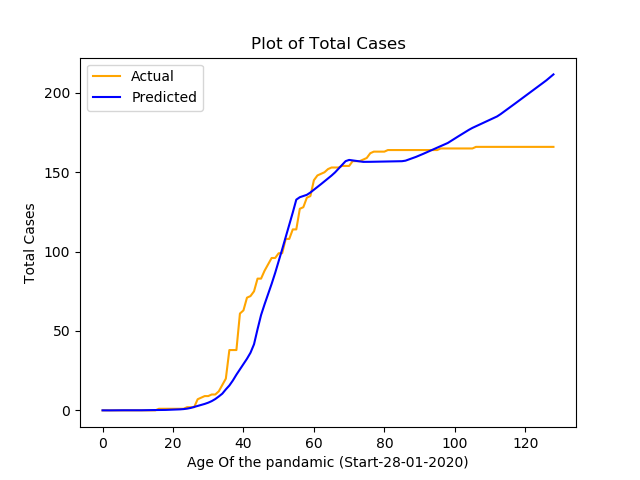 Plot of Total Cases
Actual
Predicted
200
150
100
50
0
Total Cases
0 20 40 60 80 100 120
Age Of the pandamic (Start-28-01-2020)